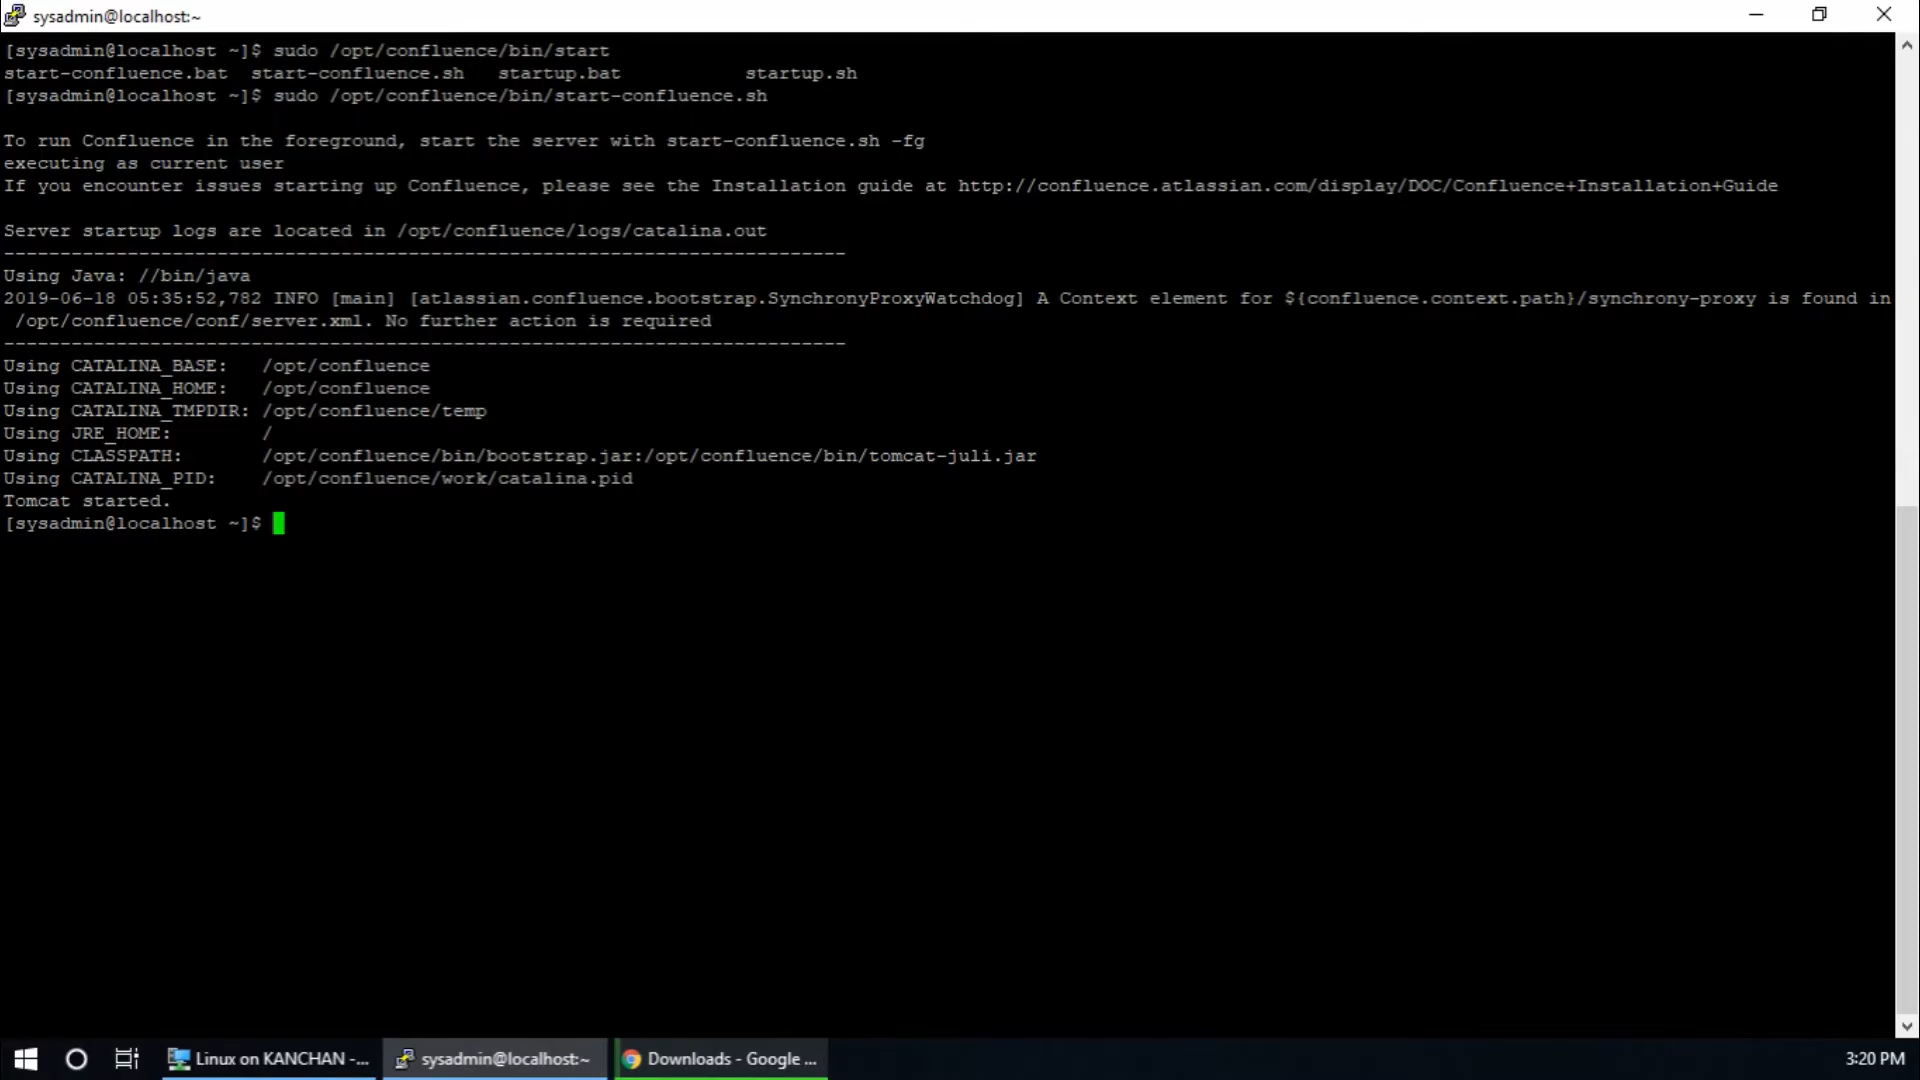 sysadmin@localhost:~
[sysadmin@localhost ~]$ sudo /opt/confluence/bin/start
start-confluence.bat  start-confluence.sh   startup.bat           startup.sh
[sysadmin@localhost ~]$ sudo /opt/confluence/bin/start-confluence.sh
To run Confluence in the foreground, start the server with start-confluence.sh -fg
executing as current user
If you encounter issues starting up Confluence, please see the Installation guide at http://confluence.atlassian.com/display/DOC/Confluence+Installation+Guide
Server startup logs are located in /opt/confluence/logs/catalina.out
---------------------------------------------------------------------------
Using Java: //bin/java
2019-06-18 05:35:52,782 INFO [main] [atlassian.confluence.bootstrap.SynchronyProxyWatchdog] A Context element for ${confluence.context.path}/synchrony-proxy is found in
/opt/confluence/conf/server.xml. No further action is required
---------------------------------------------------------------------------
Using CATALINA_BASE:   /opt/confluence
Using CATALINA_HOME:   /opt/confluence
Using CATALINA_TMPDIR: /opt/confluence/temp
Using JRE_HOME:        /
Using CLASSPATH:       /opt/confluence/bin/bootstrap.jar:/opt/confluence/bin/tomcat-juli.jar
Using CATALINA_PID:    /opt/confluence/work/catalina.pid
Tomcat started.
[sysadmin@localhost ~]$
Linux on KANCHAN -... sysadmin@localhost:~ Downloads - Google ... 3:20 PM